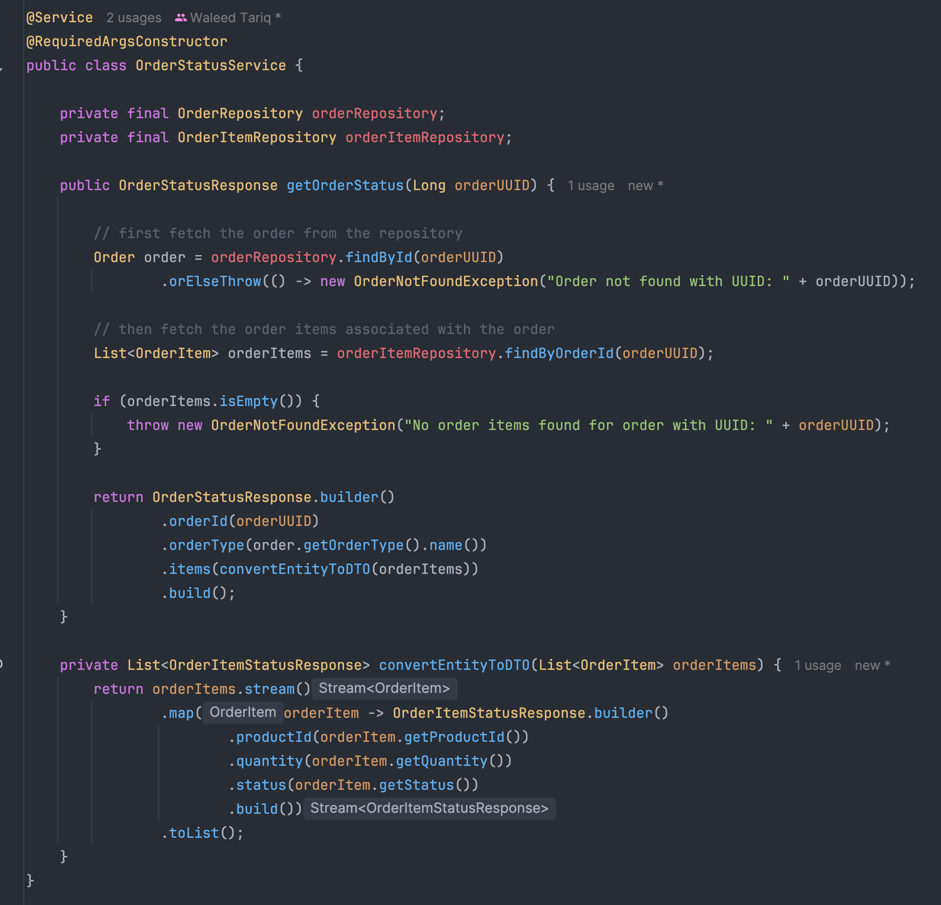 @Service 2 usages Waleed Tariq *
@RequiredArgsConstructor
public class OrderStatusService {
private final OrderRepository orderRepository;
private final OrderItemRepository orderItemRepository;
public OrderStatusResponse getOrderStatus(Long orderUUID) { 1 usage new *
// first fetch the order from the repository
Order order = orderRepository.findById(orderUUID)
.orElseThrow(() -> new OrderNotFoundException("Order not found with UUID: " + orderUUID));
// then fetch the order items associated with the order
List<OrderItem> orderItems = orderItemRepository.findByOrderId(orderUUID);
if (orderItems.isEmpty()) {
throw new OrderNotFoundException("No order items found for order with UUID: " + orderUUID);
}
return OrderStatusResponse.builder()
.orderId(orderUUID)
.orderType(order.getOrderType().name())
.items(convertEntityToDTO(orderItems))
.build();
}
private List<OrderItemStatusResponse> convertEntityToDTO(List<OrderItem> orderItems) { 1 usage new *
return orderItems.stream() Stream<OrderItem>
.map( OrderItem orderItem -> OrderItemStatusResponse.builder()
.productId(orderItem.getProductId())
.quantity(orderItem.getQuantity())
.status(orderItem.getStatus())
.build()) Stream<OrderItemStatusResponse>
.toList();
}
}